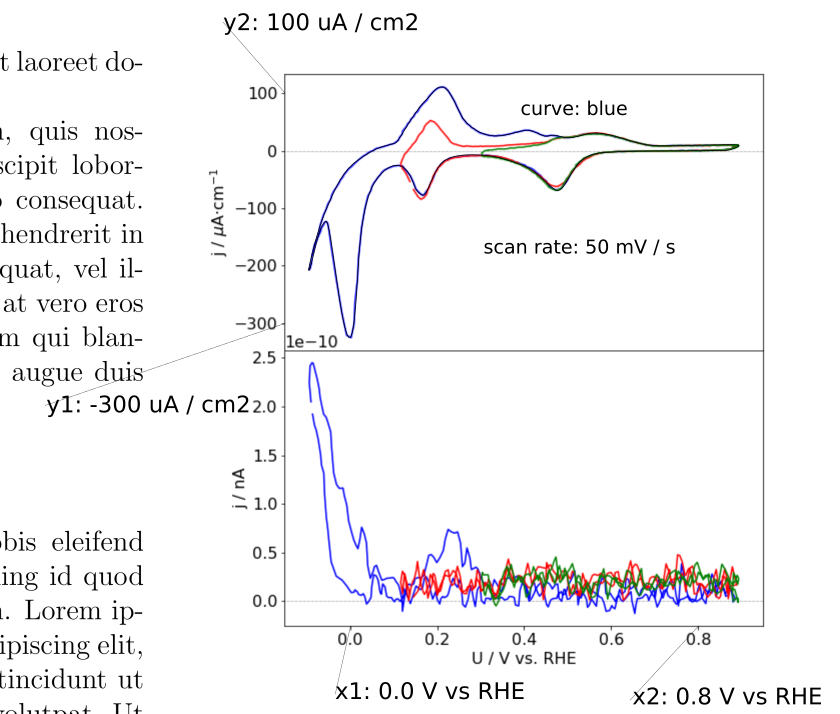 y2: 100 uA / cm2
t laoreet do-
n, quis nos-
scipit lobor-
o consequat.
hendrerit in
quat, vel il-
at vero eros
m qui blan-
augue duis
obis eleifend
ing id quod
n. Lorem ip-
lipiscing elit,
tincidunt ut
volutpat. Ut
curve: blue
scan rate: 50 mV / s
j / μA·cm⁻¹
100
0
−100
−200
−300
y1: -300 uA / cm2
1e−10
j / nA
2.5
2.0
1.5
1.0
0.5
0.0
0.0 0.2 0.4 0.6 0.8
U / V vs. RHE
x1: 0.0 V vs RHE
x2: 0.8 V vs RHE